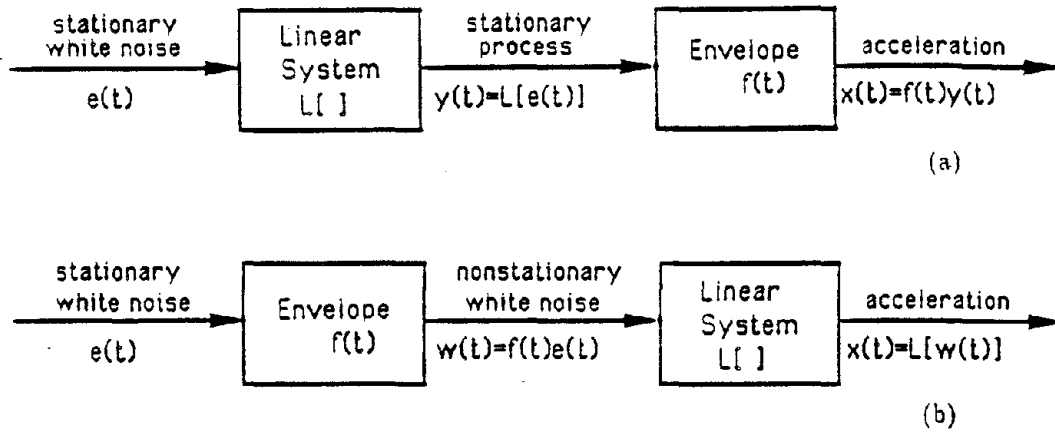 stationary
white noise
e(t)
Linear
System
L[ ]
stationary
process
y(t)=L[e(t)]
Envelope
f(t)
acceleration
x(t)=f(t)y(t)
(a)
stationary
white noise
e(t)
Envelope
f(t)
nonstationary
white noise
w(t)=f(t)e(t)
Linear
System
L[ ]
acceleration
x(t)=L[w(t)]
(b)